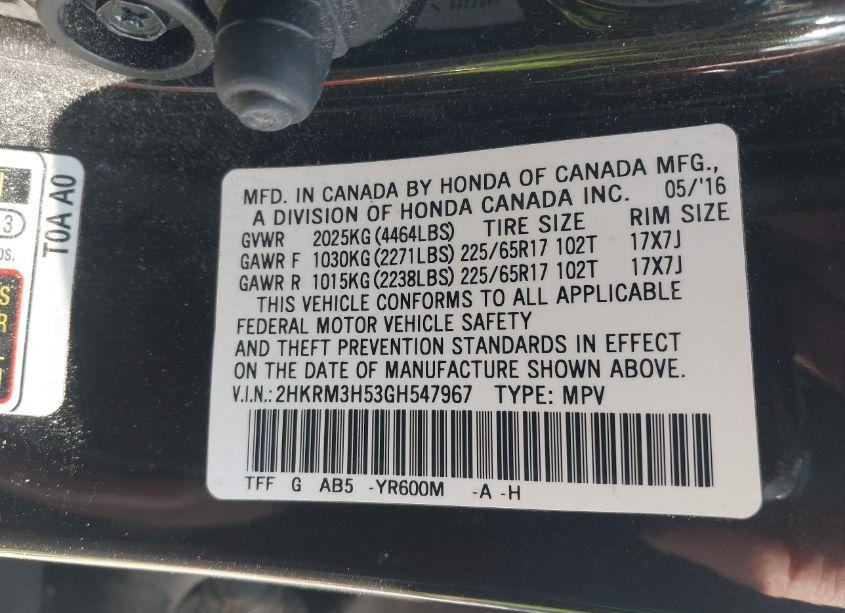 MFD. IN CANADA BY HONDA OF CANADA MFG.,
A DIVISION OF HONDA CANADA INC. 05/'16
GVWR 2025KG(4464LBS) TIRE SIZE RIM SIZE
GAWR F 1030KG(2271LBS) 225/65R17 102T 17X7J
GAWR R 1015KG(2238LBS) 225/65R17 102T 17X7J
THIS VEHICLE CONFORMS TO ALL APPLICABLE
FEDERAL MOTOR VEHICLE SAFETY
AND THEFT PREVENTION STANDARDS IN EFFECT
ON THE DATE OF MANUFACTURE SHOWN ABOVE.
V.I.N.:2HKRM3H53GH547967 TYPE: MPV
TFF G AB5 -YR600M -A -H
T0A A0
3